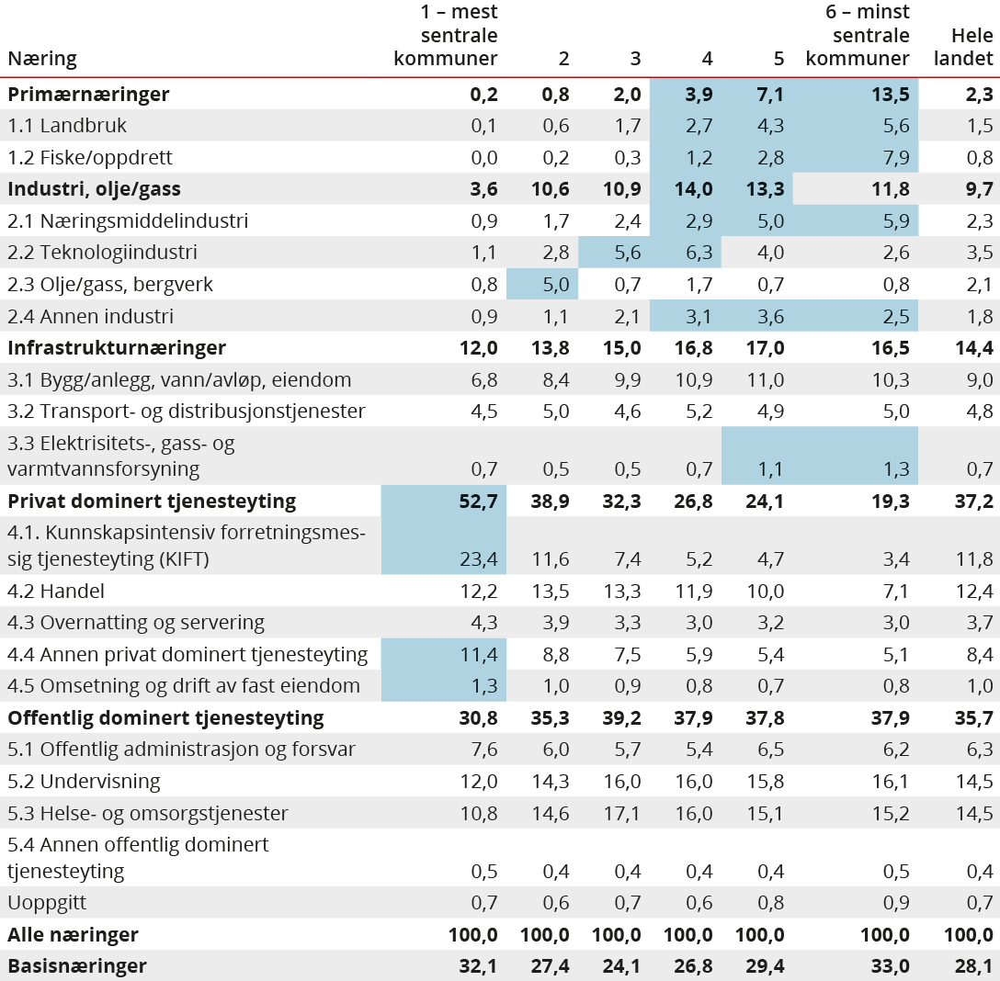 Næring 1 – mest sentrale kommuner 2 3 4 5 6 – minst sentrale kommuner Hele landet
Primærnæringer 0,2 0,8 2,0 3,9 7,1 13,5 2,3
1.1 Landbruk 0,1 0,6 1,7 2,7 4,3 5,6 1,5
1.2 Fiske/oppdrett 0,0 0,2 0,3 1,2 2,8 7,9 0,8
Industri, olje/gass 3,6 10,6 10,9 14,0 13,3 11,8 9,7
2.1 Næringsmiddelindustri 0,9 1,7 2,4 2,9 5,0 5,9 2,3
2.2 Teknologiindustri 1,1 2,8 5,6 6,3 4,0 2,6 3,5
2.3 Olje/gass, bergverk 0,8 5,0 0,7 1,7 0,7 0,8 2,1
2.4 Annen industri 0,9 1,1 2,1 3,1 3,6 2,5 1,8
Infrastrukturnæringer 12,0 13,8 15,0 16,8 17,0 16,5 14,4
3.1 Bygg/anlegg, vann/avløp, eiendom 6,8 8,4 9,9 10,9 11,0 10,3 9,0
3.2 Transport- og distribusjonstjenester 4,5 5,0 4,6 5,2 4,9 5,0 4,8
3.3 Elektrisitets-, gass- og
varmtvannsforsyning 0,7 0,5 0,5 0,7 1,1 1,3 0,7
Privat dominert tjenesteyting 52,7 38,9 32,3 26,8 24,1 19,3 37,2
4.1. Kunnskapsintensiv forretningsmes-
sig tjenesteyting (KIFT) 23,4 11,6 7,4 5,2 4,7 3,4 11,8
4.2 Handel 12,2 13,5 13,3 11,9 10,0 7,1 12,4
4.3 Overnatting og servering 4,3 3,9 3,3 3,0 3,2 3,0 3,7
4.4 Annen privat dominert tjenesteyting 11,4 8,8 7,5 5,9 5,4 5,1 8,4
4.5 Omsetning og drift av fast eiendom 1,3 1,0 0,9 0,8 0,7 0,8 1,0
Offentlig dominert tjenesteyting 30,8 35,3 39,2 37,9 37,8 37,9 35,7
5.1 Offentlig administrasjon og forsvar 7,6 6,0 5,7 5,4 6,5 6,2 6,3
5.2 Undervisning 12,0 14,3 16,0 16,0 15,8 16,1 14,5
5.3 Helse- og omsorgstjenester 10,8 14,6 17,1 16,0 15,1 15,2 14,5
5.4 Annen offentlig dominert
tjenesteyting 0,5 0,4 0,4 0,4 0,4 0,5 0,4
Uoppgitt 0,7 0,6 0,7 0,6 0,8 0,9 0,7
Alle næringer 100,0 100,0 100,0 100,0 100,0 100,0 100,0
Basisnæringer 32,1 27,4 24,1 26,8 29,4 33,0 28,1